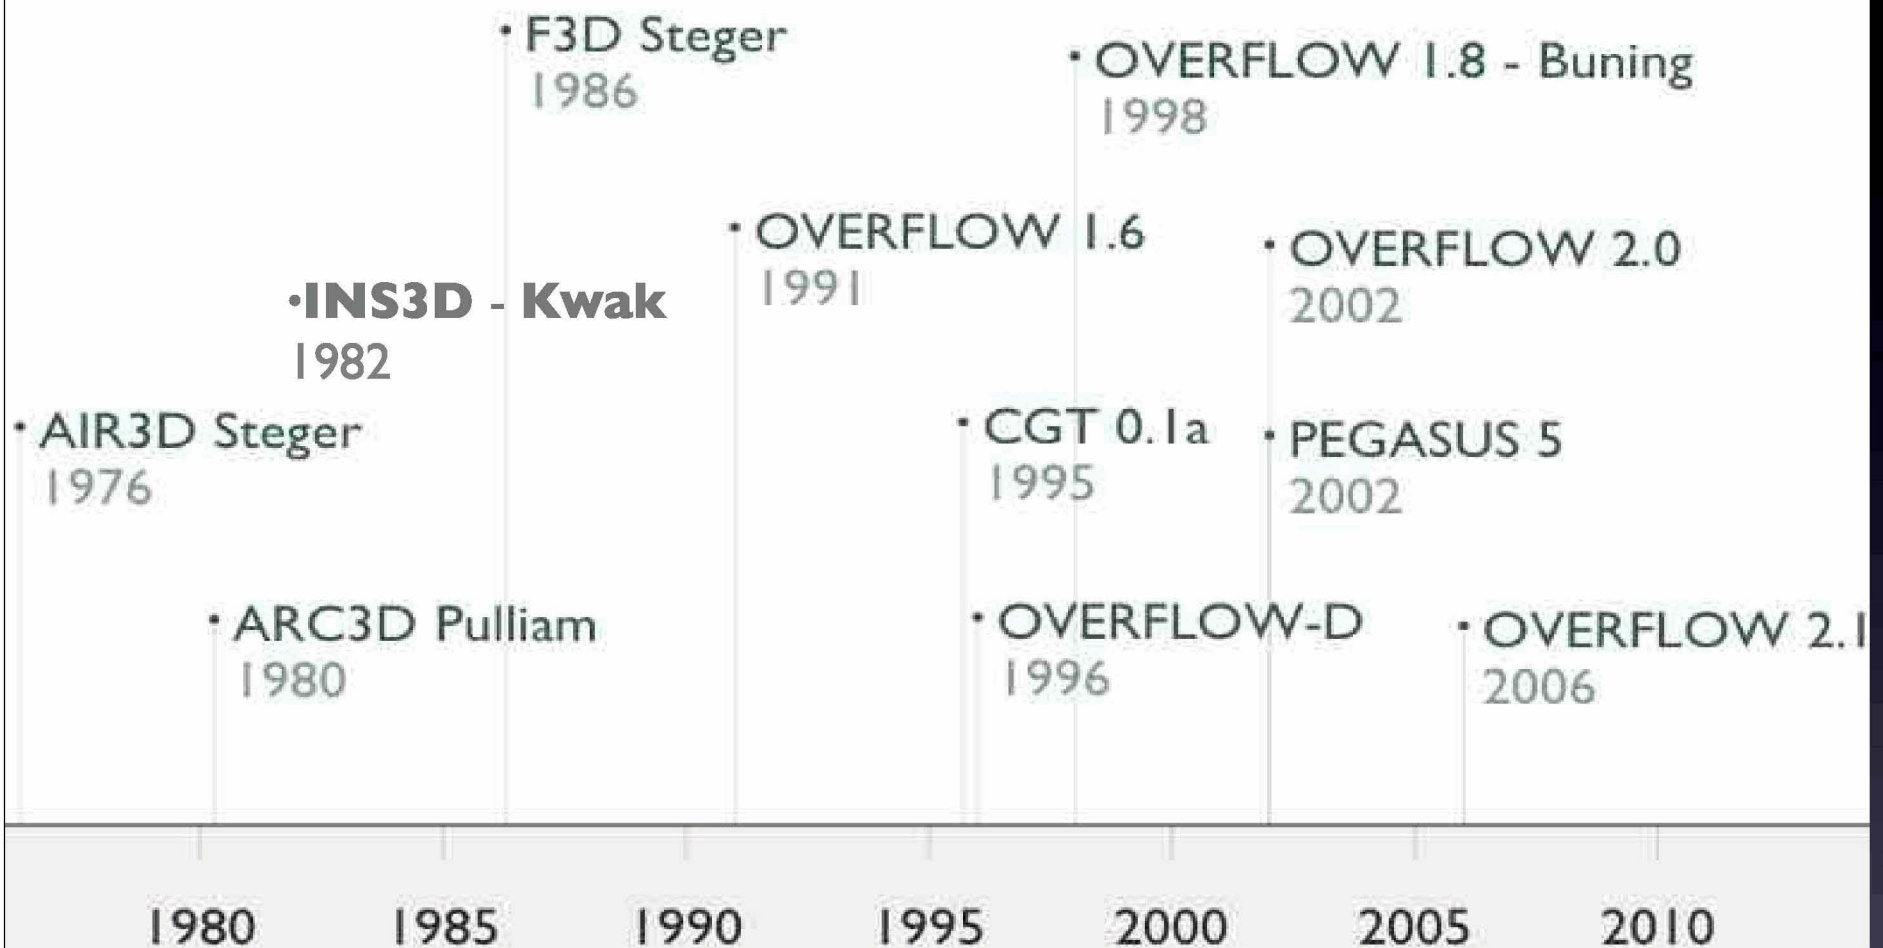 • F3D Steger
1986
• OVERFLOW 1.8 - Buning
1998
• OVERFLOW 1.6
1991
• OVERFLOW 2.0
2002
•INS3D - Kwak
1982
• AIR3D Steger
1976
• CGT 0.1a
1995
• PEGASUS 5
2002
• ARC3D Pulliam
1980
• OVERFLOW-D
1996
• OVERFLOW 2.1
2006
1980 1985 1990 1995 2000 2005 2010